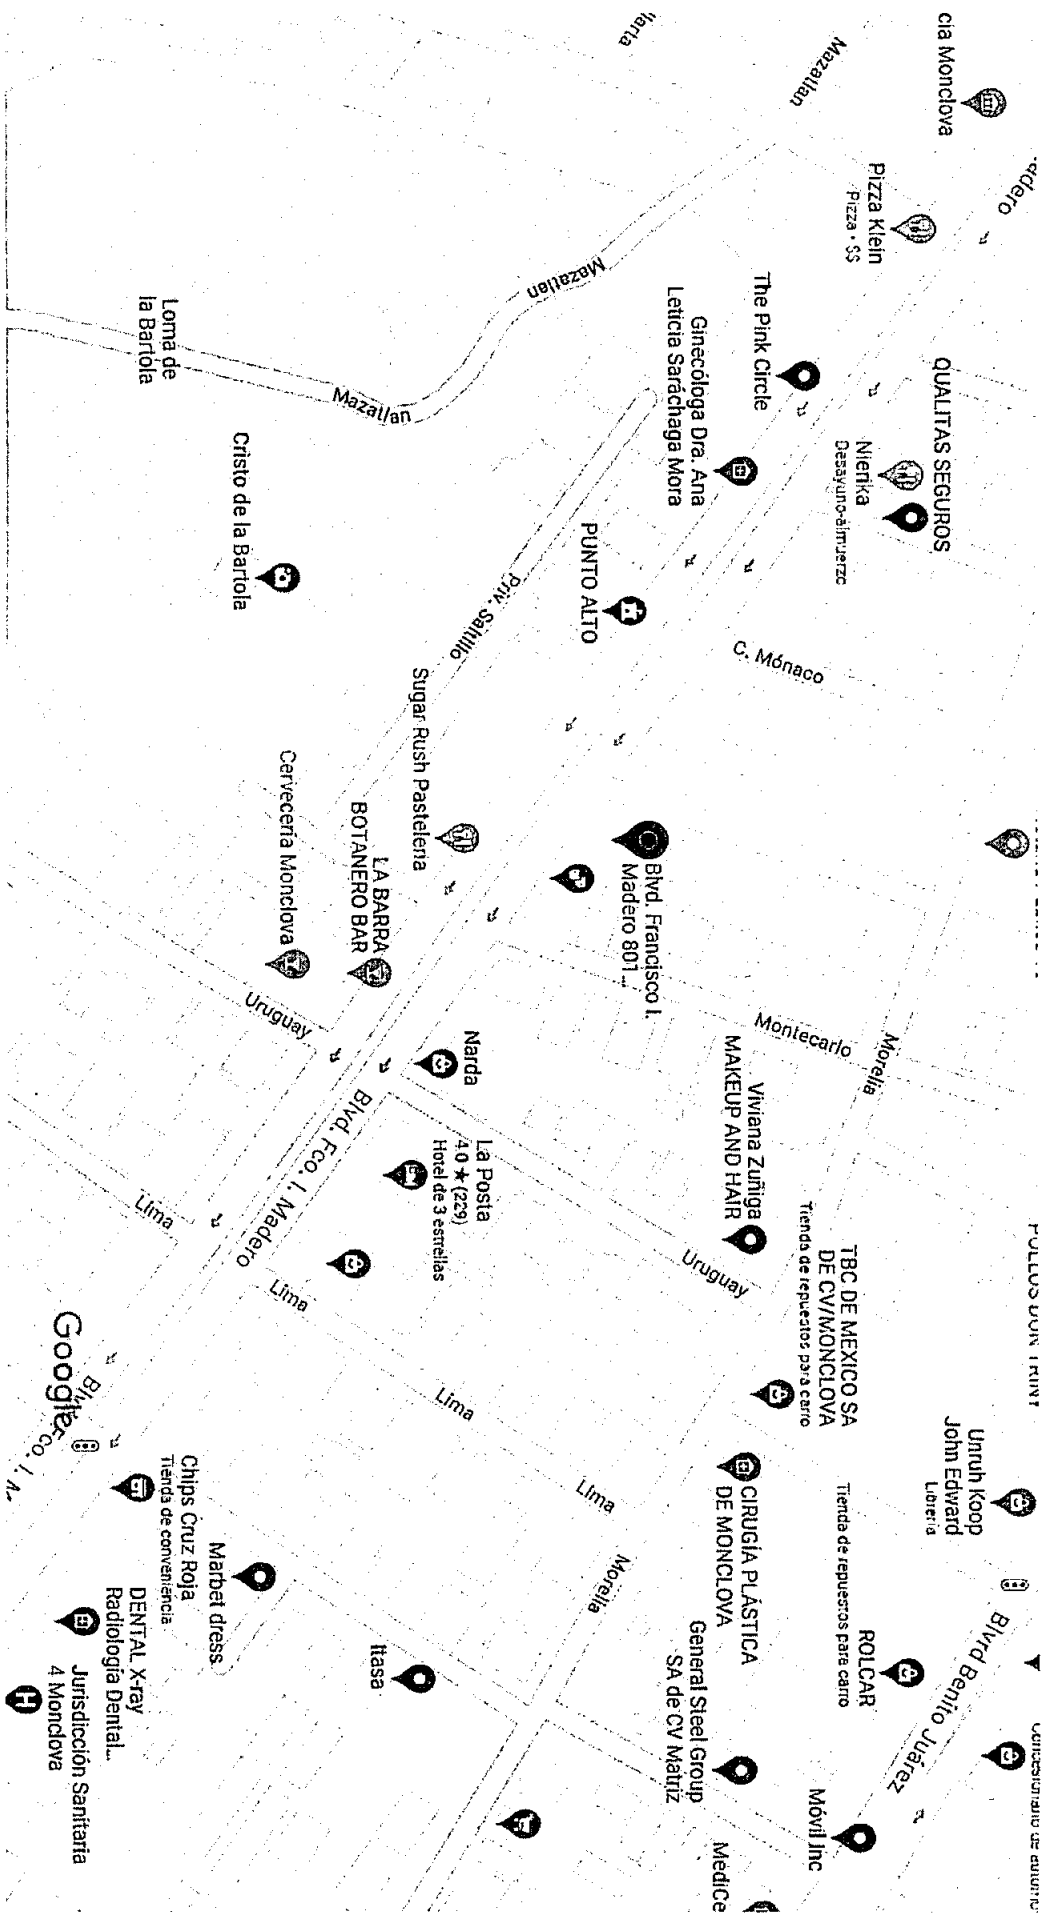 Mazatlan
cia Monclova
Pizza Klein
Pizza • $$
Mazatlan
The Pink Circle
Ginecóloga Dra. Ana
Leticia Saráchaga Mora
QUALITAS SEGUROS
Nierika
Desayuno-almuerzo
Loma de
la Bartola
Mazatlan
Cristo de la Bartola
PUNTO ALTO
Priv. Saltillo
C. Mónaco
Sugar Rush Pastelería
Cervecería Monclova
LA BARRA
BOTANERO BAR
Blvd. Francisco I.
Madero 801...
Uruguay
Narda
Montecarlo
Morelia
Viviana Zuñiga
MAKEUP AND HAIR
Blvd. Fco. I. Madero
La Posta
4.0 ★ (229)
Hotel de 3 estrellas
Lima
Lima
Uruguay
TBC DE MEXICO SA
DE CV/MONCLOVA
Tienda de repuestos para carro
Lima
Google
Blvd. Fco. I.
Unruh Koop
John Edward
Librería
Chips Cruz Roja
Tienda de conveniencia
Lima
CIRUGÍA PLÁSTICA
DE MONCLOVA
Tienda de repuestos para carro
ROLCAR
Marbet dress
Morelia
Blvrd Benito Juárez
DENTAL X-ray
Radiología Dental...
Itasa
General Steel Group
SA de CV Matriz
Jurisdicción Sanitaria
4 Monclova
Móvil Inc
MediCe